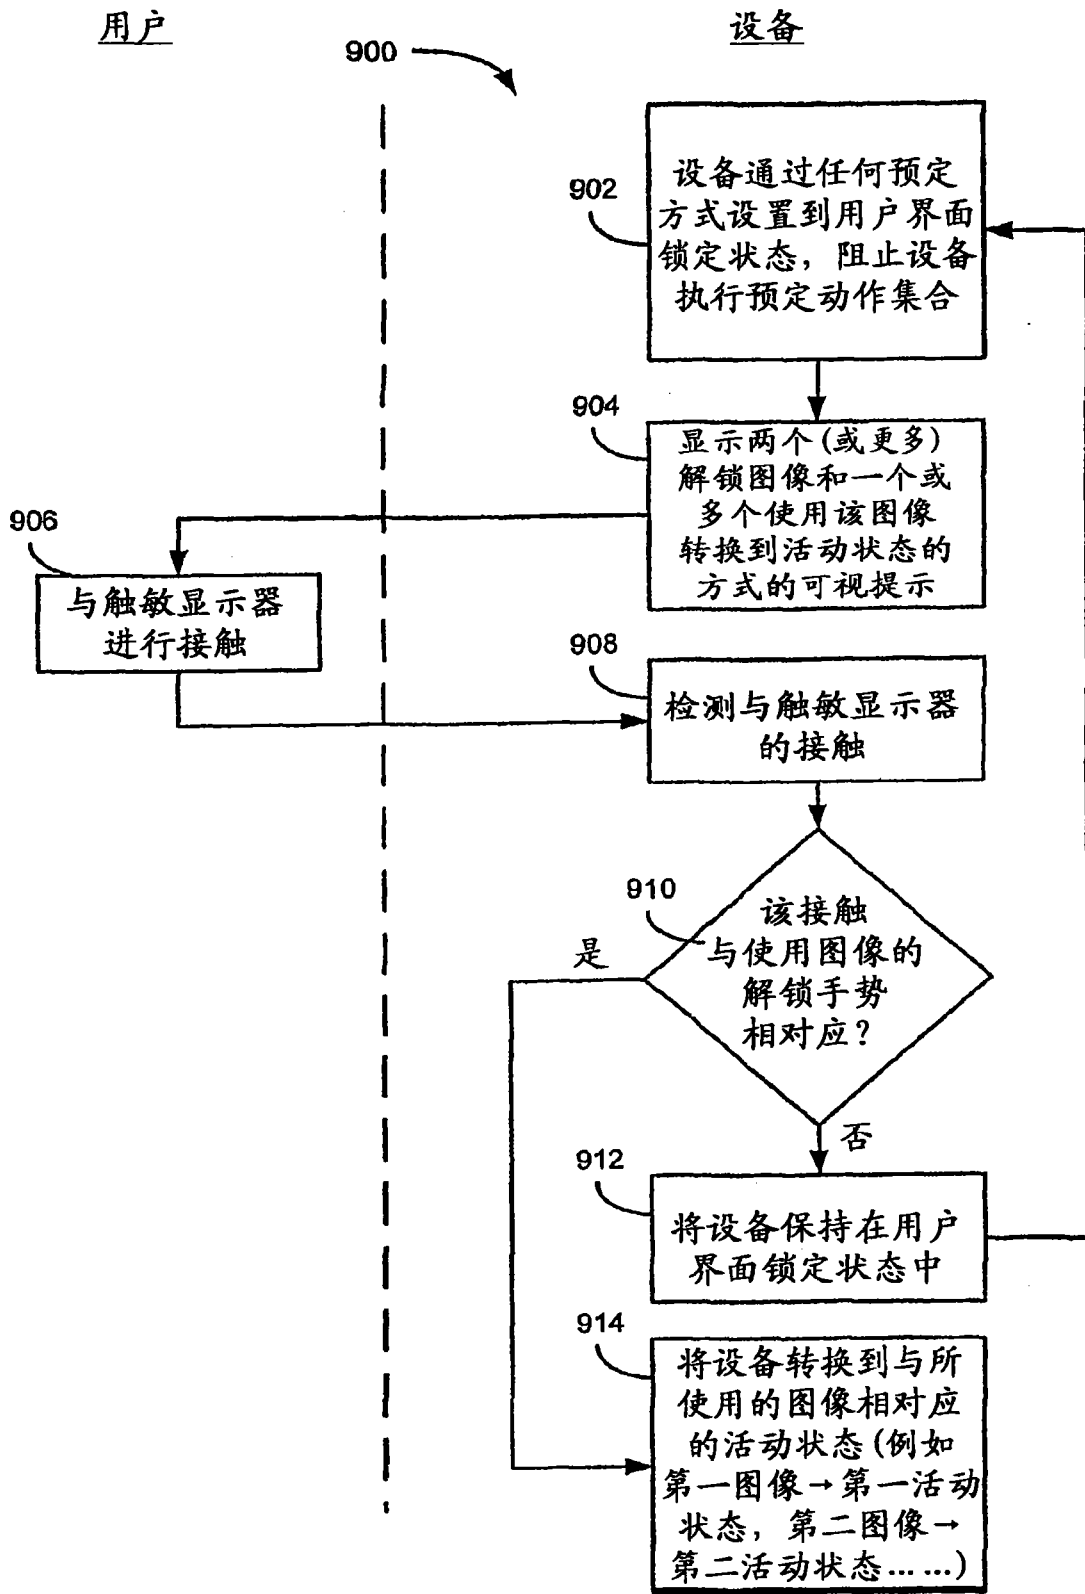 用户
设备
900
902
设备通过任何预定
方式设置到用户界面
锁定状态，阻止设备
执行预定动作集合
904
显示两个(或更多)
解锁图像和一个或
多个使用该图像
转换到活动状态的
方式的可视提示
906
与触敏显示器
进行接触
908
检测与触敏显示器
的接触
910
该接触
与使用图像的
解锁手势
相对应?
是
否
912
将设备保持在用户
界面锁定状态中
914
将设备转换到与所
使用的图像相对应
的活动状态(例如
第一图像→第一活动
状态，第二图像→
第二活动状态……)